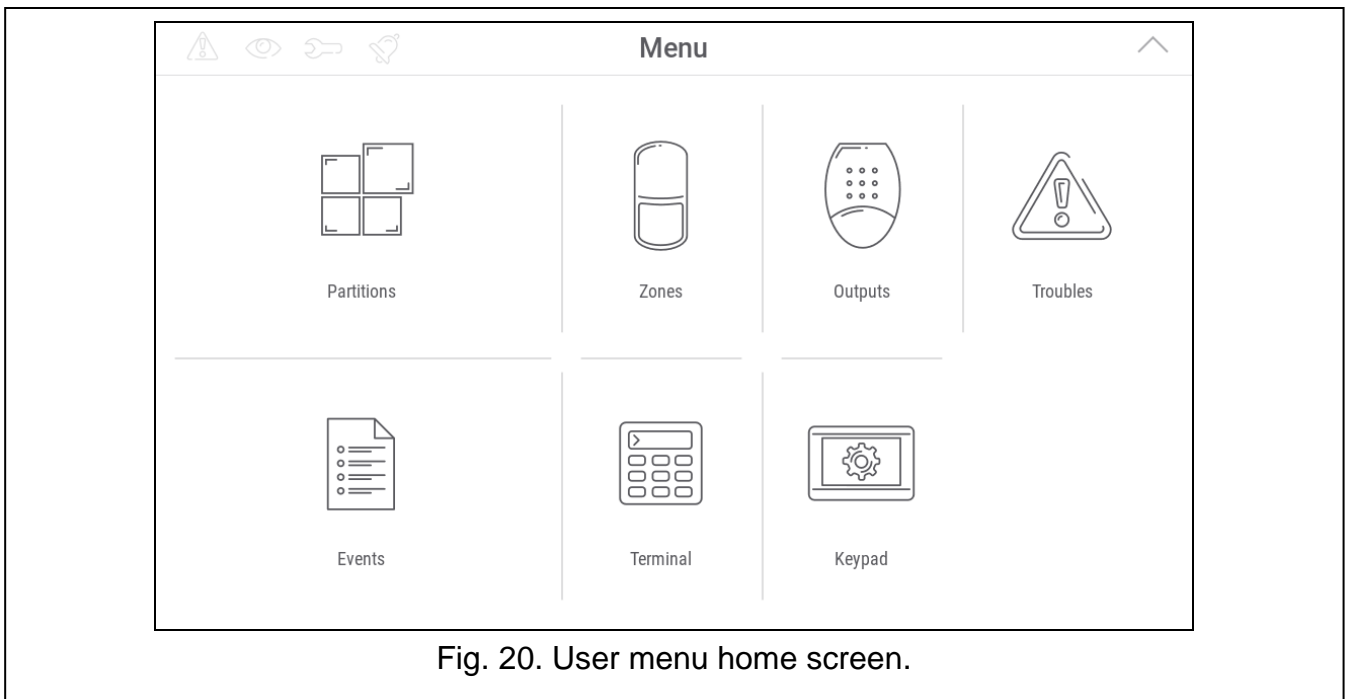 Menu
Partitions
Zones
Outputs
Troubles
Events
Terminal
Keypad
Fig. 20. User menu home screen.